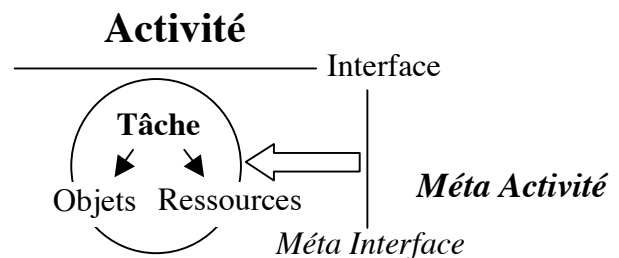 Activité
Interface
Tâche
Objets Ressources
Méta Activité
Méta Interface